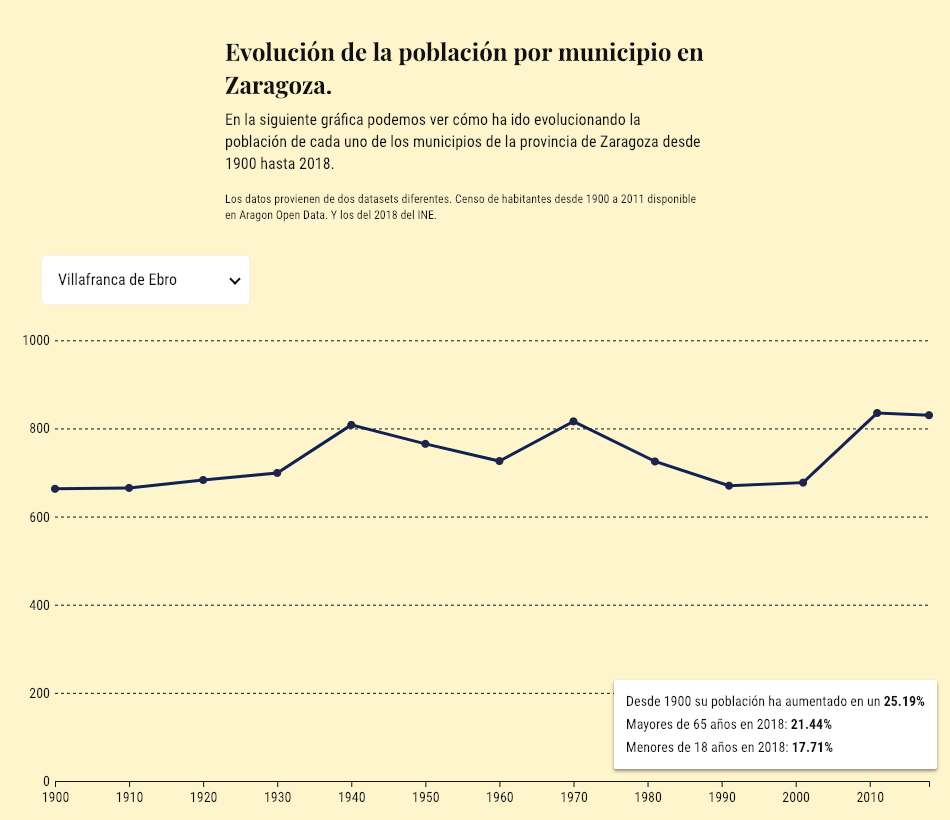 Evolución de la población por municipio en
Zaragoza.
En la siguiente gráfica podemos ver cómo ha ido evolucionando la
población de cada uno de los municipios de la provincia de Zaragoza desde
1900 hasta 2018.
Los datos provienen de dos datasets diferentes. Censo de habitantes desde 1900 a 2011 disponible
en Aragon Open Data. Y los del 2018 del INE.
Villafranca de Ebro
1000
800
600
400
200
0
Desde 1900 su población ha aumentado en un 25.19%
Mayores de 65 años en 2018: 21.44%
Menores de 18 años en 2018: 17.71%
1900 1910 1920 1930 1940 1950 1960 1970 1980 1990 2000 2010